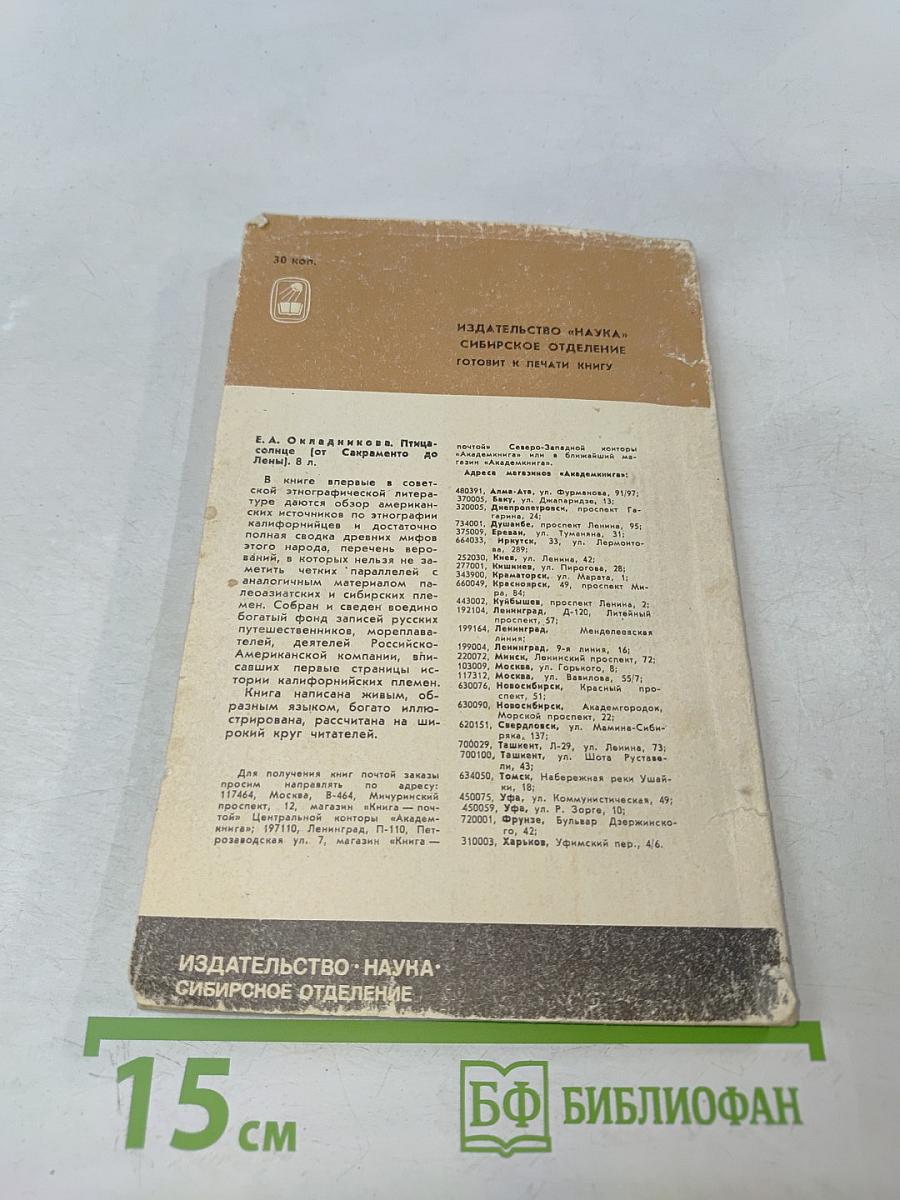 30 коп.
ИЗДАТЕЛЬСТВО «НАУКА»
СИБИРСКОЕ ОТДЕЛЕНИЕ
ГОТОВИТ К ПЕЧАТИ КНИГУ
Е. А. Окладникова. Птица-
солнце (от Сакраменто до
Лены). 8 л.
В книге впервые в совет-
ской этнографической литера-
туре даются обзор американ-
ских источников по этнографии
калифорнийцев и достаточно
полная сводка древних мифов
этого народа, перечень веро-
ваний, в которых нельзя не за-
метить четких параллелей с
аналогичным материалом па-
леоазиатских и сибирских пле-
мен. Собран и сведен воедино
богатый фонд записей русских
путешественников, мореплава-
телей, деятелей Российско-
Американской компании, впи-
савших первые страницы ис-
тории калифорнийских племен.
Книга написана живым, об-
разным языком, богато иллю-
стрирована, рассчитана на ши-
рокий круг читателей.
Для получения книг почтой заказы
просим направлять по адресу:
117464, Москва, В-464, Мичуринский
проспект, 12, магазин «Книга — поч-
той» Центральной конторы «Академ-
книга»; 197110, Ленинград, П-110, Пет-
розаводская ул. 7, магазин «Книга —
почтой» Северо-Западной конторы
«Академкнига» или в ближайший ма-
газин «Академкнига».
Адреса магазинов «Академкнига»:
480391, Алма-Ата, ул. Фурманова, 91/97;
370005, Баку, ул. Джапаридзе, 13;
320005, Днепропетровск, проспект Га-
гарина, 24;
734001, Душанбе, проспект Ленина, 95;
375009, Ереван, ул. Туманяна, 31;
664033, Иркутск, 33, ул. Лермонто-
ва, 289;
252030, Киев, ул. Ленина, 42;
277001, Кишинев, ул. Пирогова, 28;
343900, Краматорск, ул. Марата, 1;
660049, Красноярск, 49, проспект Ми-
ра, 84;
443002, Куйбышев, проспект Ленина, 2;
192104, Ленинград, Д-120, Литейный
проспект, 57;
199164, Ленинград, Менделеевская
линия;
199004, Ленинград, 9-я линия, 16;
220072, Минск, Ленинский проспект, 72;
103009, Москва, ул. Горького, 8;
117312, Москва, ул. Вавилова, 55/7;
630076, Новосибирск, Красный про-
спект, 51;
630090, Новосибирск, Академгородок,
Морской проспект, 22;
620151, Свердловск, ул. Мамина-Сиби-
ряка, 137;
700029, Ташкент, Л-29, ул. Ленина, 73;
700100, Ташкент, ул. Шота Руставе-
ли, 43;
634050, Томск, Набережная реки Ушай-
ки, 18;
450075, Уфа, ул. Коммунистическая, 49;
450059, Уфа, ул. Р. Зорге, 10;
720001, Фрунзе, Бульвар Дзержинско-
го, 42;
310003, Харьков, Уфимский пер., 4/6.
ИЗДАТЕЛЬСТВО·НАУКА·
СИБИРСКОЕ ОТДЕЛЕНИЕ
15 см
БФ БИБЛИОФАН